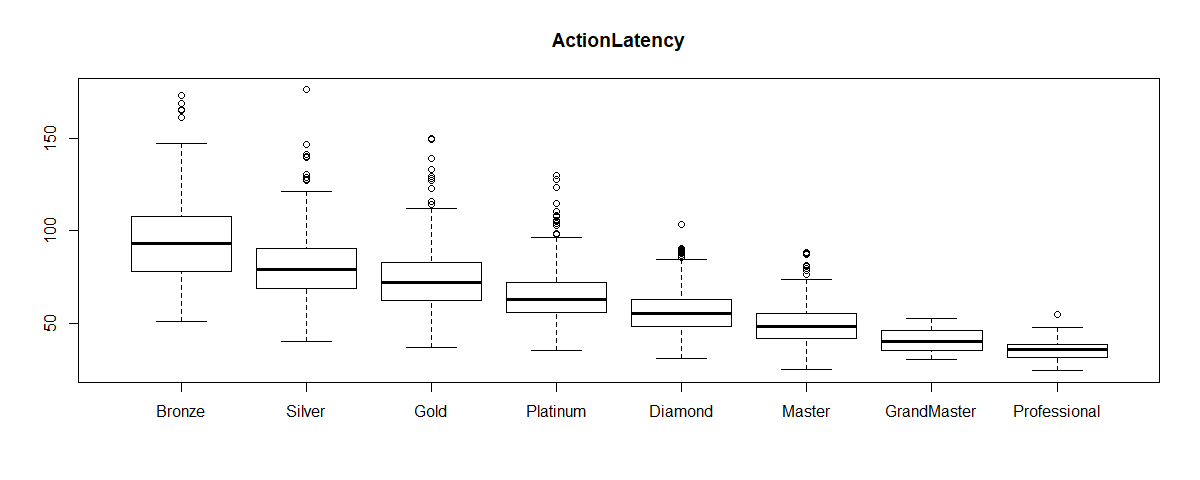 ActionLatency
150
100
50
Bronze Silver Gold Platinum Diamond Master GrandMaster Professional